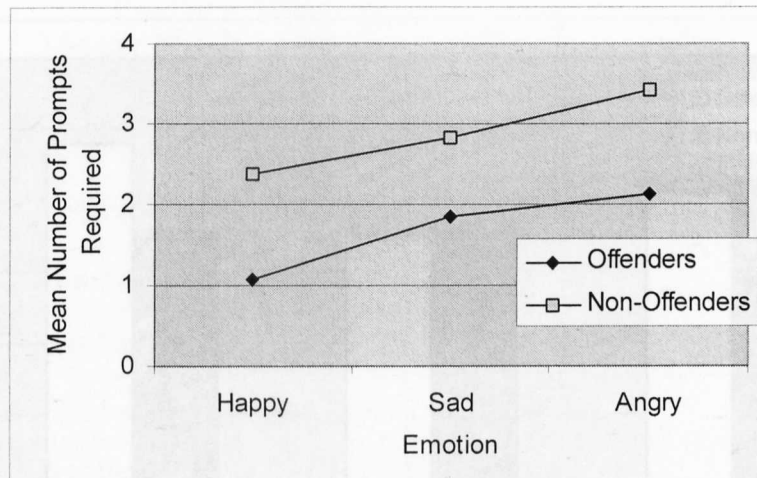 Mean Number of Prompts
Required
4
3
2
1
0
Happy Sad Angry
Emotion
Offenders
Non-Offenders